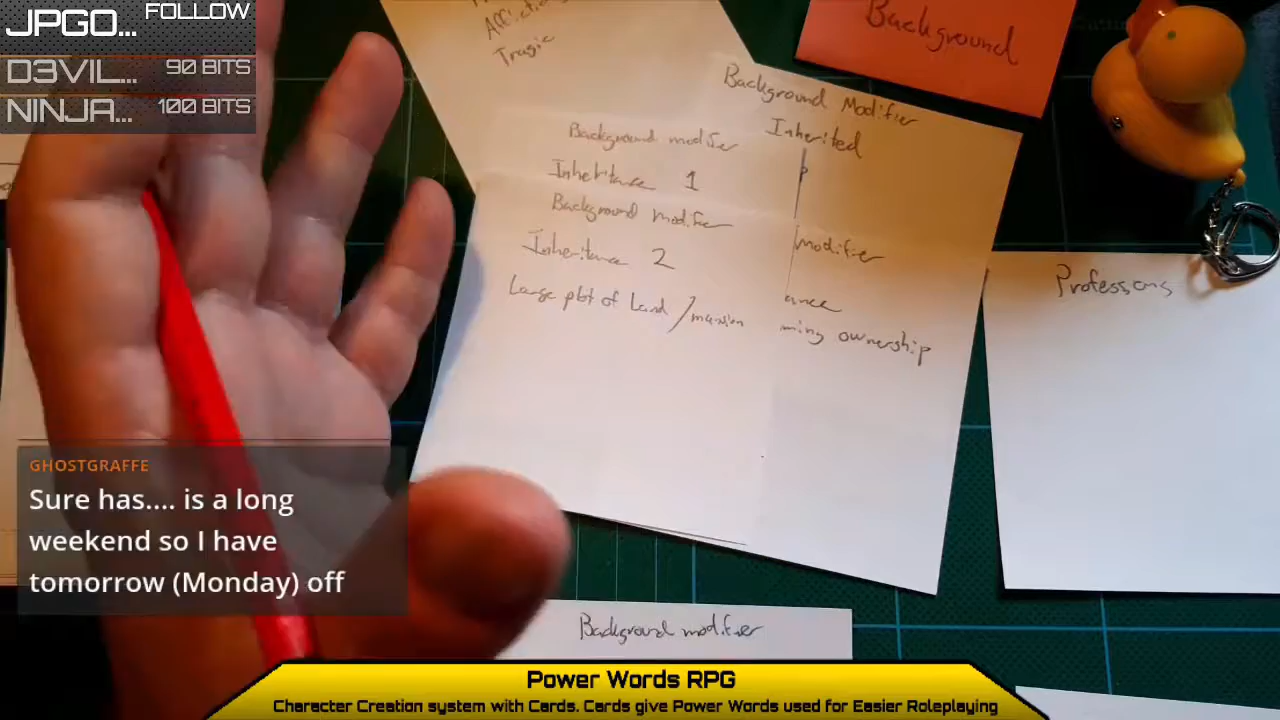 JPGO... FOLLOW
D3VIL... 90 BITS
NINJA... 100 BITS
Tragic
Background
Background Modifier
Inherited
Background modifier
Inheritance 1
Background Modifier
Inheritance 2
Large plot of Land / mansion
modifier
ance
ming ownership
Professions
GHOSTGRAFFE
Sure has.... is a long
weekend so I have
tomorrow (Monday) off
Background modifier
Power Words RPG
Character Creation system with Cards. Cards give Power Words used for Easier Roleplaying